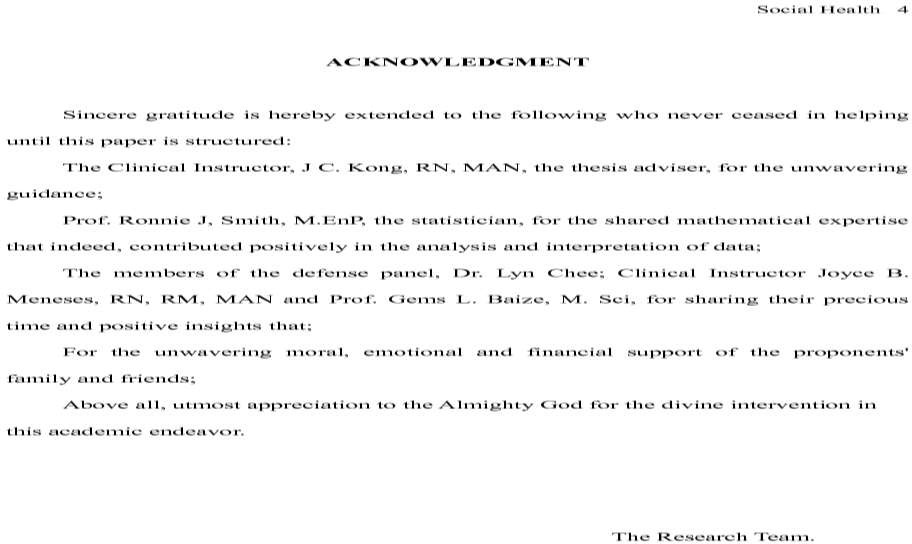 Social Health 4
ACKNOWLEDGMENT
Sincere gratitude is hereby extended to the following who never ceased in helping
until this paper is structured:
The Clinical Instructor, J C. Kong, RN, MAN, the thesis adviser, for the unwavering
guidance;
Prof. Ronnie J, Smith, M.EnP, the statistician, for the shared mathematical expertise
that indeed, contributed positively in the analysis and interpretation of data;
The members of the defense panel, Dr. Lyn Chee; Clinical Instructor Joyce B.
Meneses, RN, RM, MAN and Prof. Gems L. Baize, M. Sci, for sharing their precious
time and positive insights that;
For the unwavering moral, emotional and financial support of the proponents'
family and friends;
Above all, utmost appreciation to the Almighty God for the divine intervention in
this academic endeavor.
The Research Team.